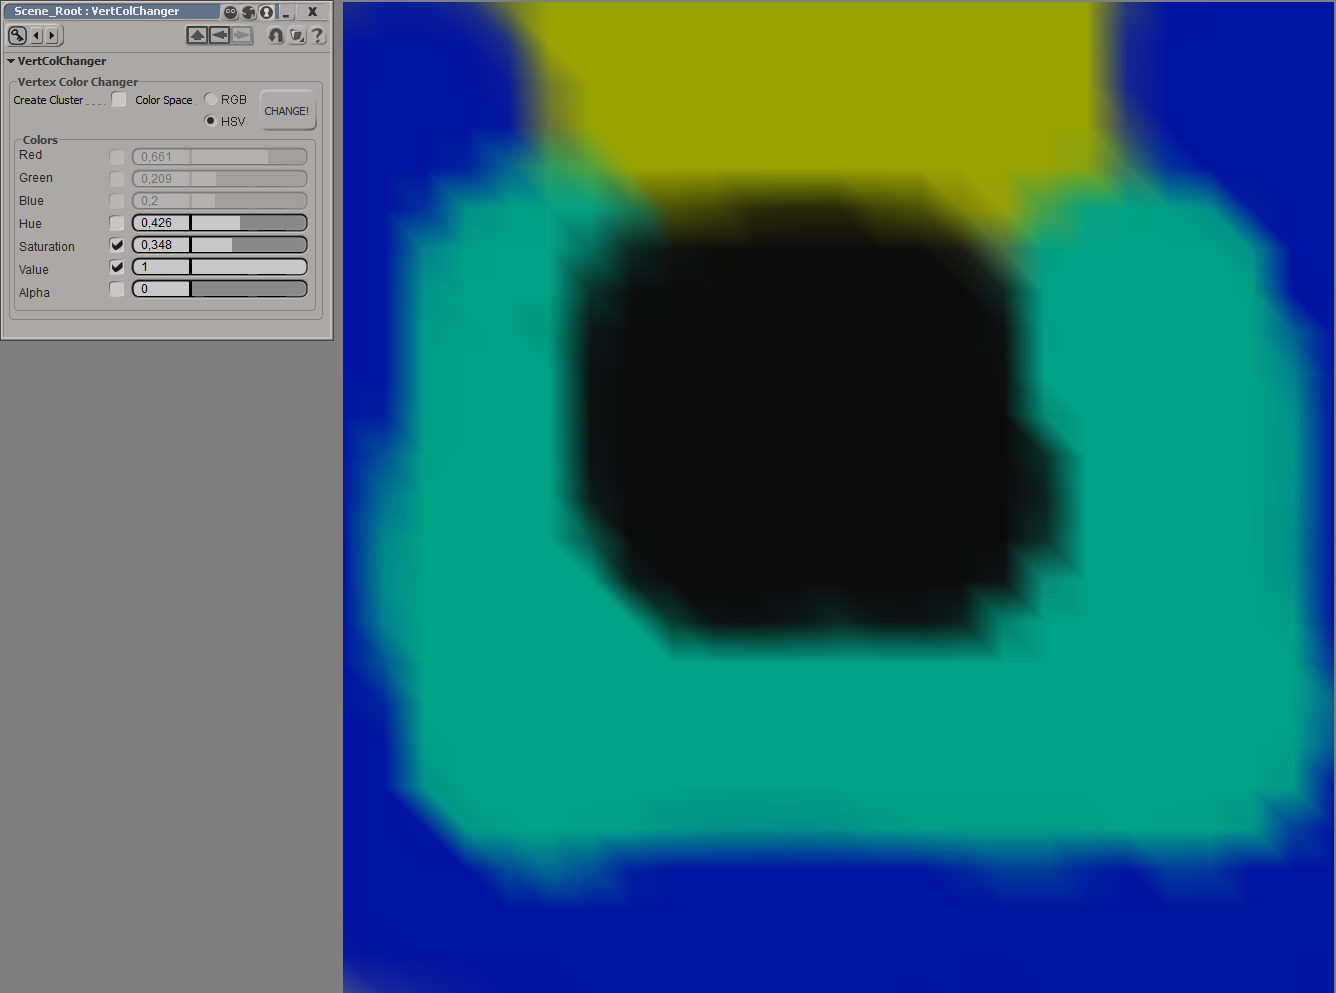 Scene_Root : VertColChanger
VertColChanger
Vertex Color Changer
Create Cluster Color Space RGB
HSV
CHANGE!
Colors
Red 0,661
Green 0,209
Blue 0,2
Hue 0,426
Saturation 0,348
Value 1
Alpha 0